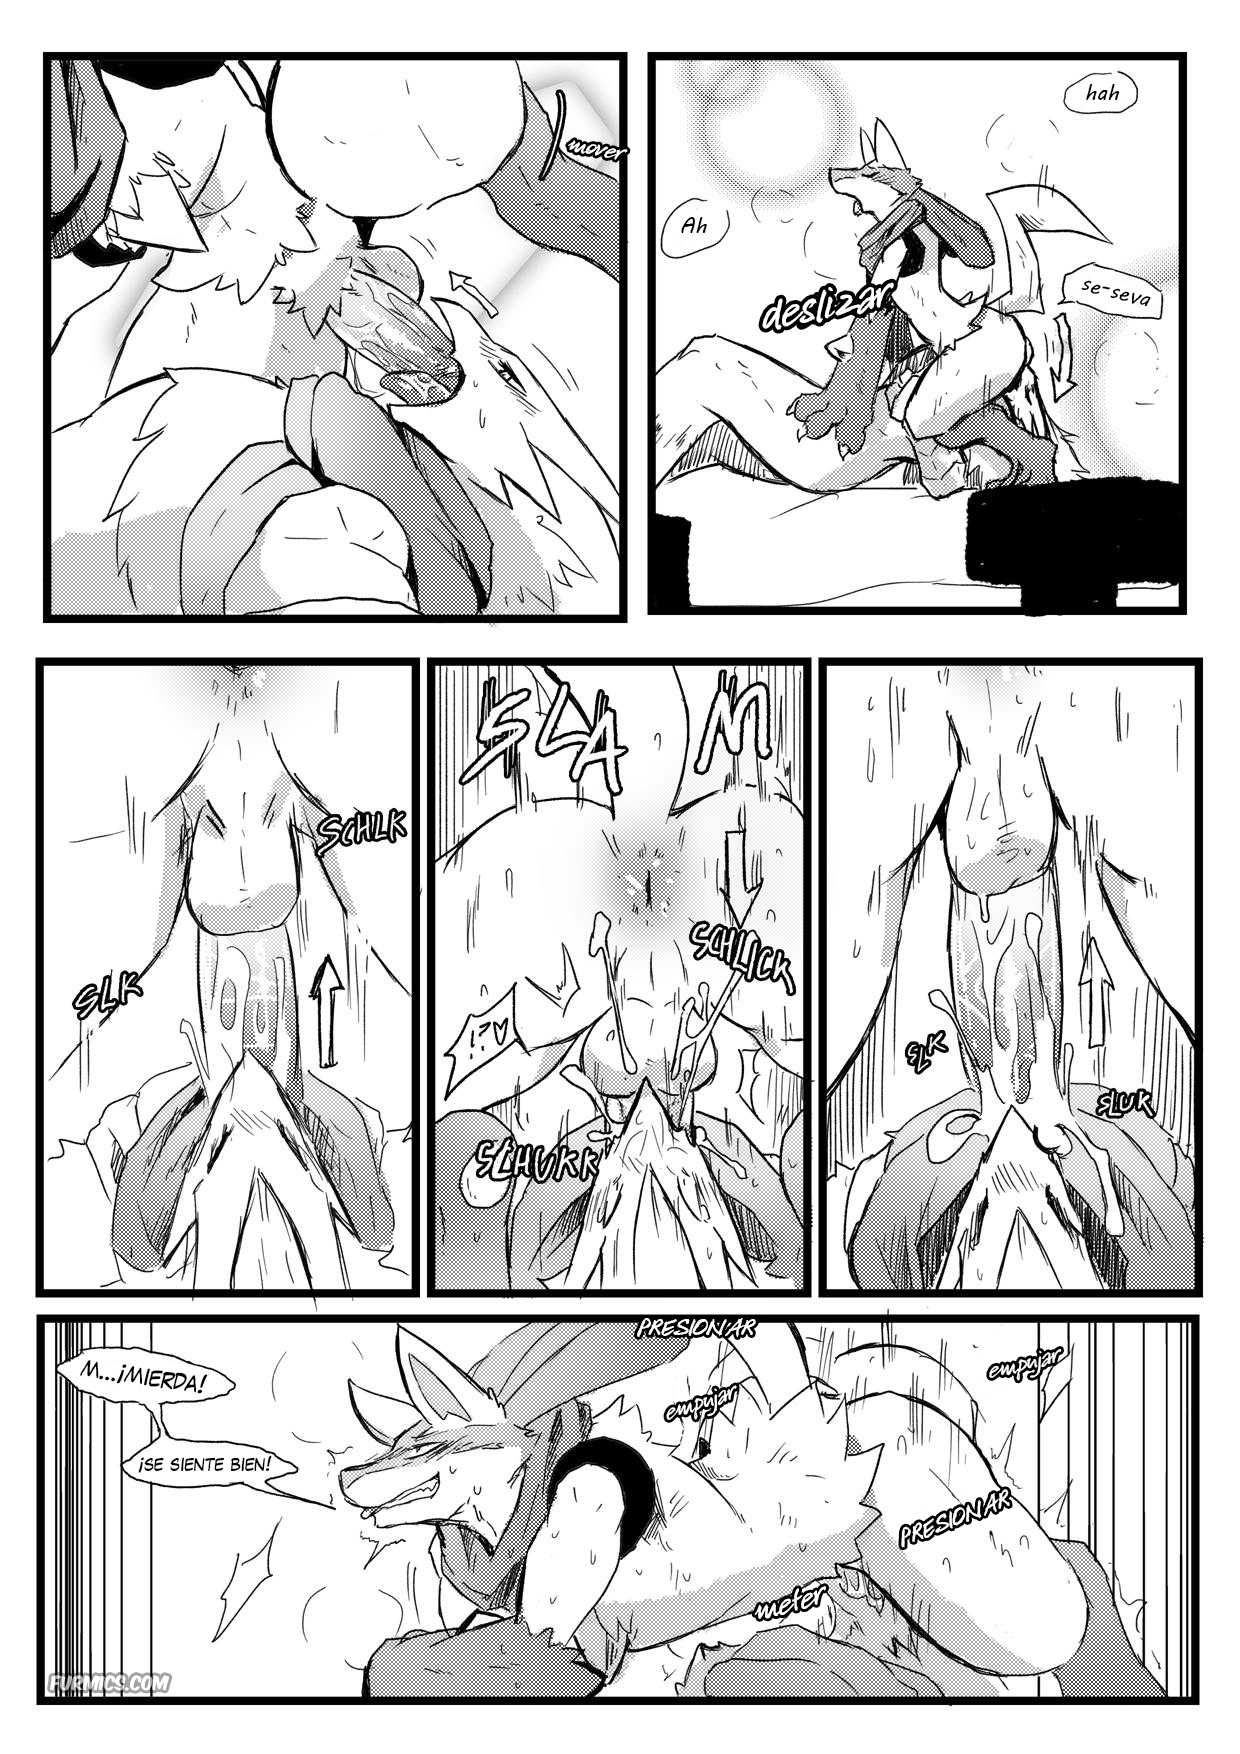 mover
hah
Ah
se-seva
deslizar
SCHLK
SLK
SLAM
SCHLICK
!?♥
SCHUKK
SLK
SLUK
PRESIONAR
M...¡MIERDA!
empujar
empujar
¡SE SIENTE BIEN!
PRESIONAR
meter
FURMICS.COM